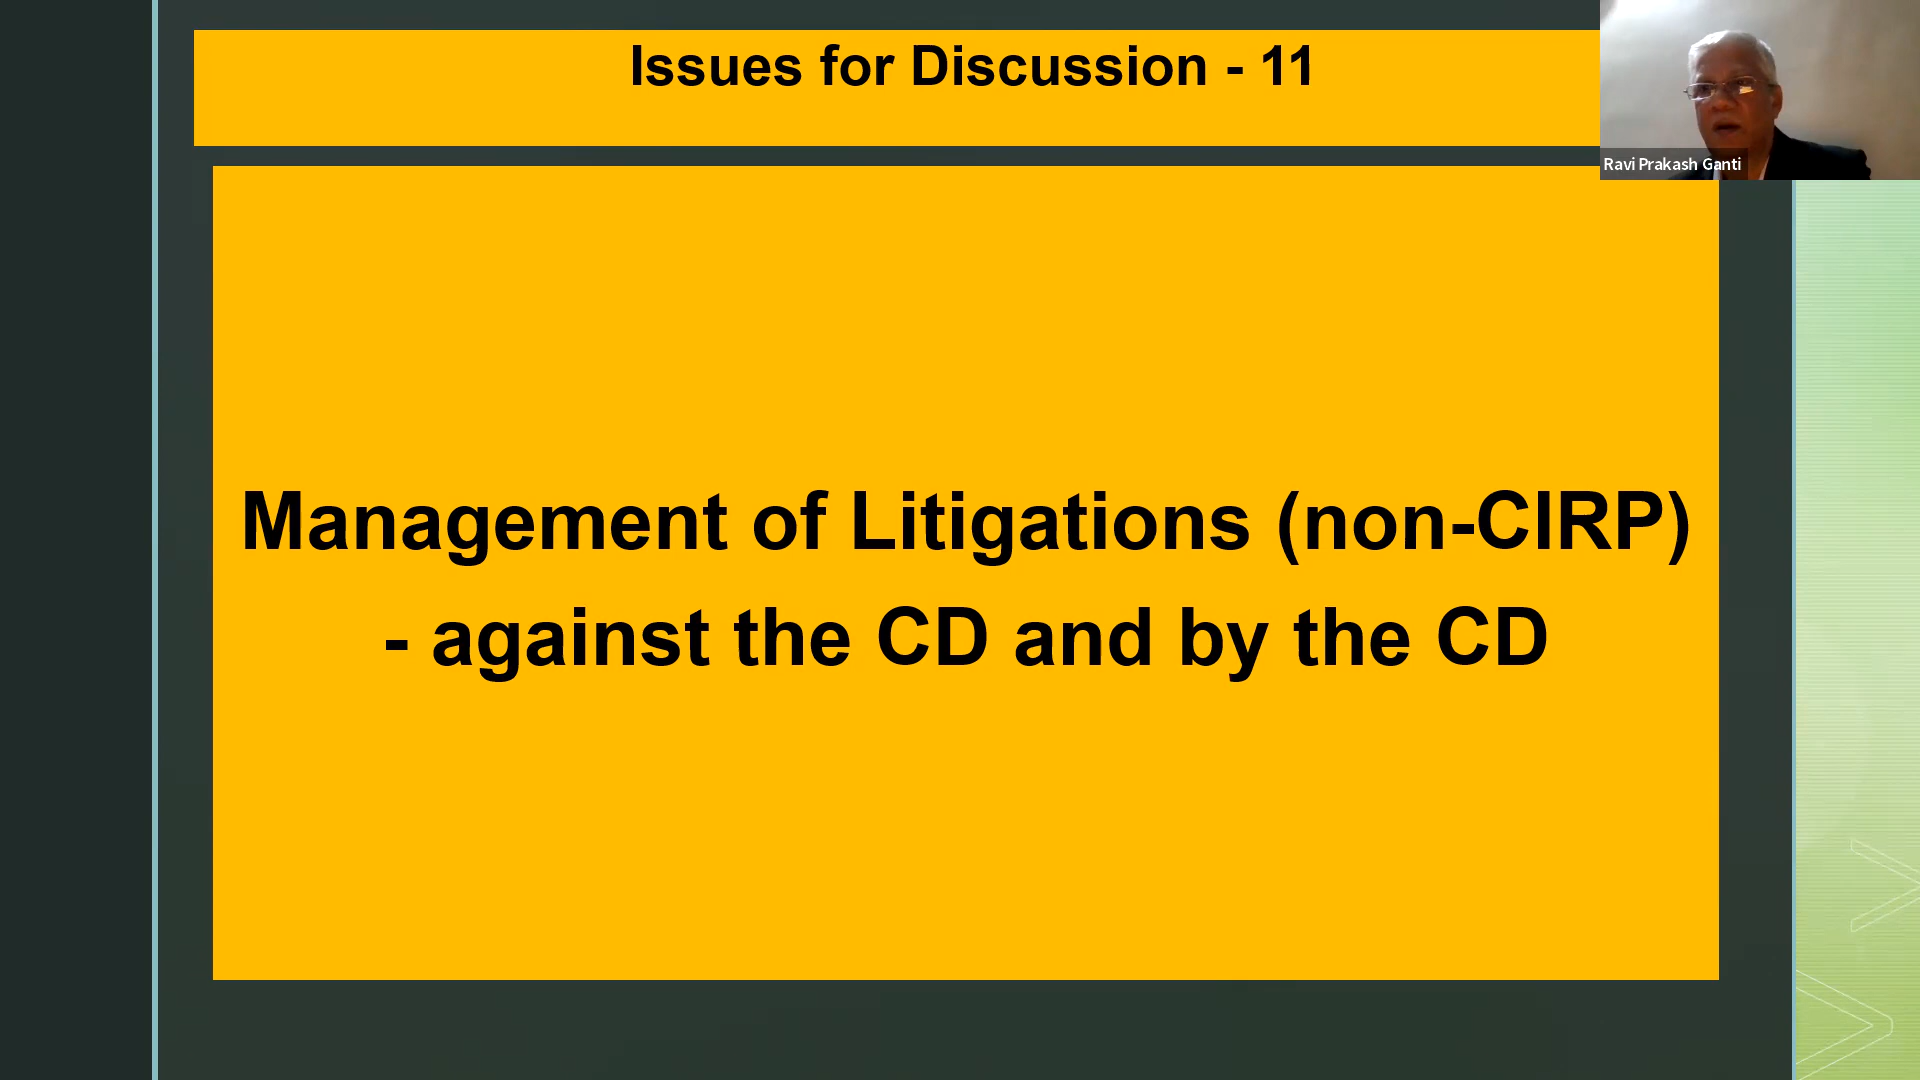 Issues for Discussion - 11
Ravi Prakash Ganti
Management of Litigations (non-CIRP)
- against the CD and by the CD